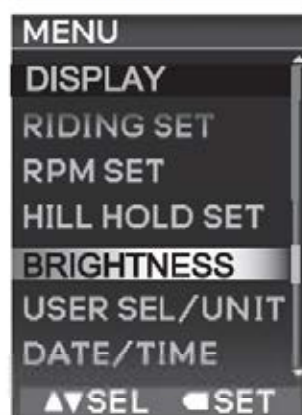 MENU
DISPLAY
RIDING SET
RPM SET
HILL HOLD SET
BRIGHTNESS
USER SEL/UNIT
DATE/TIME
▲▼SEL ◀SET